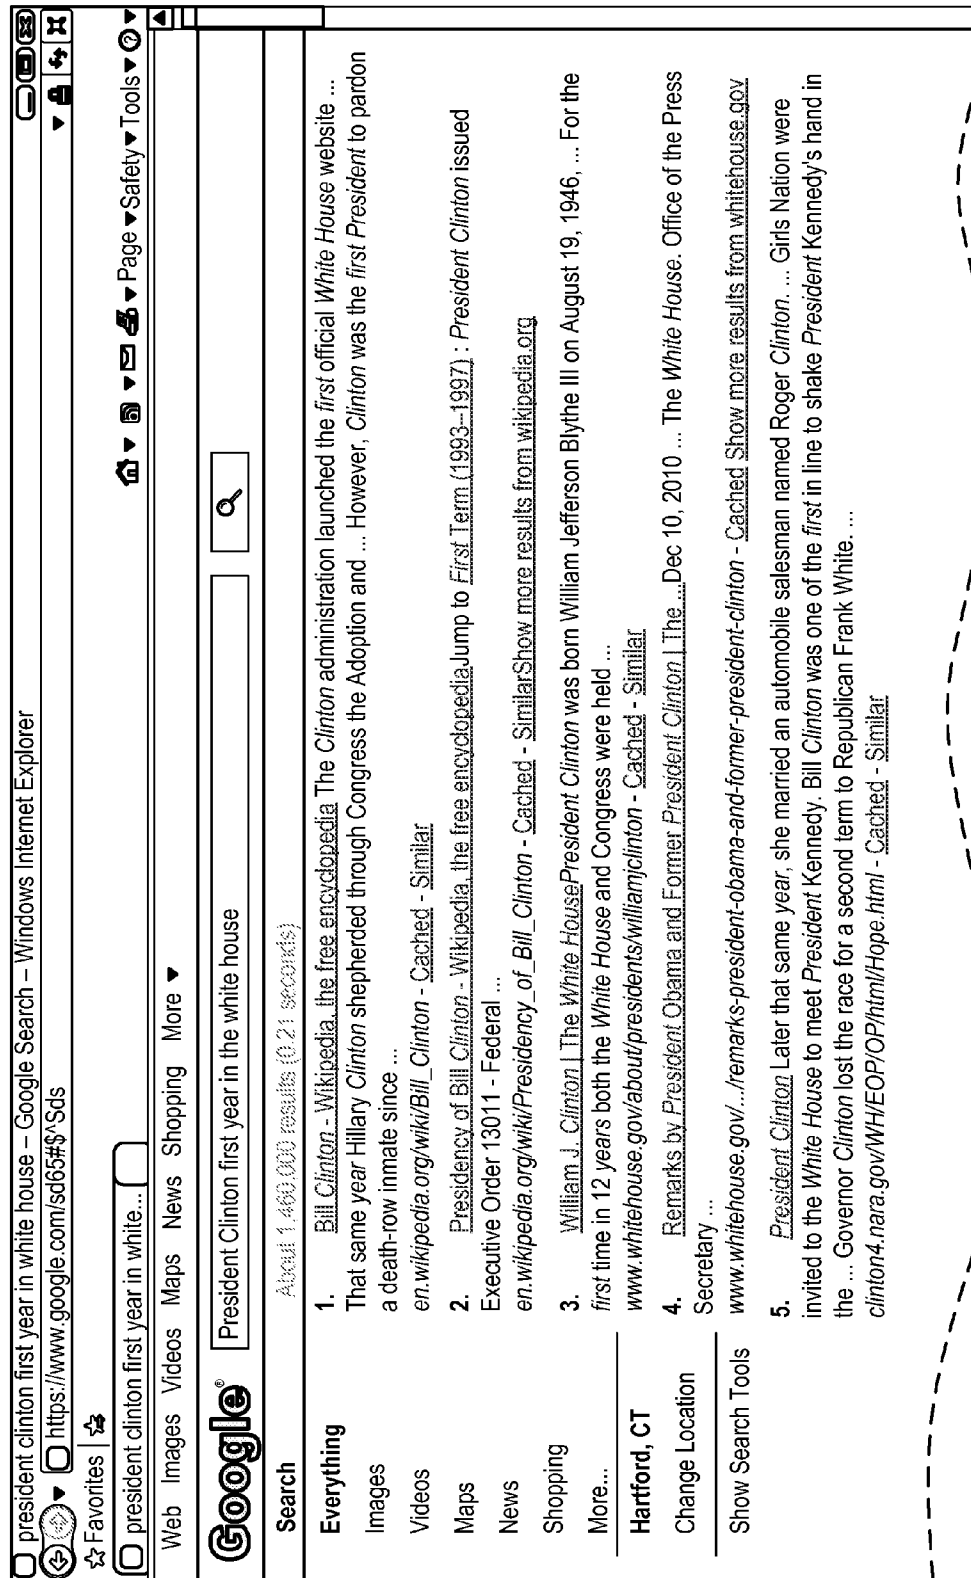 president clinton first year in white house – Google Search – Windows Internet Explorer
https://www.google.com/sd65#$^Sds
Favorites
president clinton first year in white...
Page Safety Tools
Web Images Videos Maps News Shopping More
Google®
President Clinton first year in the white house
Search
About 1,460,000 results (0.21 seconds)
Everything
Images
Videos
Maps
News
Shopping
More...
Hartford, CT
Change Location
Show Search Tools
1. Bill Clinton - Wikipedia, the free encyclopedia The Clinton administration launched the first official White House website ...
That same year Hillary Clinton shepherded through Congress the Adoption and ... However, Clinton was the first President to pardon
a death-row inmate since ...
en.wikipedia.org/wiki/Bill_Clinton - Cached - Similar
2. Presidency of Bill Clinton - Wikipedia, the free encyclopediaJump to First Term (1993–1997) : President Clinton issued
Executive Order 13011 - Federal ...
en.wikipedia.org/wiki/Presidency_of_Bill_Clinton - Cached - SimilarShow more results from wikipedia.org
3. William J. Clinton | The White HousePresident Clinton was born William Jefferson Blythe III on August 19, 1946, ... For the
first time in 12 years both the White House and Congress were held ...
www.whitehouse.gov/about/presidents/williamjclinton - Cached - Similar
4. Remarks by President Obama and Former President Clinton | The ...Dec 10, 2010 ... The White House. Office of the Press
Secretary ...
www.whitehouse.gov/.../remarks-president-obama-and-former-president-clinton - Cached Show more results from whitehouse.gov
5. President Clinton Later that same year, she married an automobile salesman named Roger Clinton. ... Girls Nation were
invited to the White House to meet President Kennedy. Bill Clinton was one of the first in line to shake President Kennedy's hand in
the ... Governor Clinton lost the race for a second term to Republican Frank White. ...
clinton4.nara.gov/WH/EOP/OP/html/Hope.html - Cached - Similar